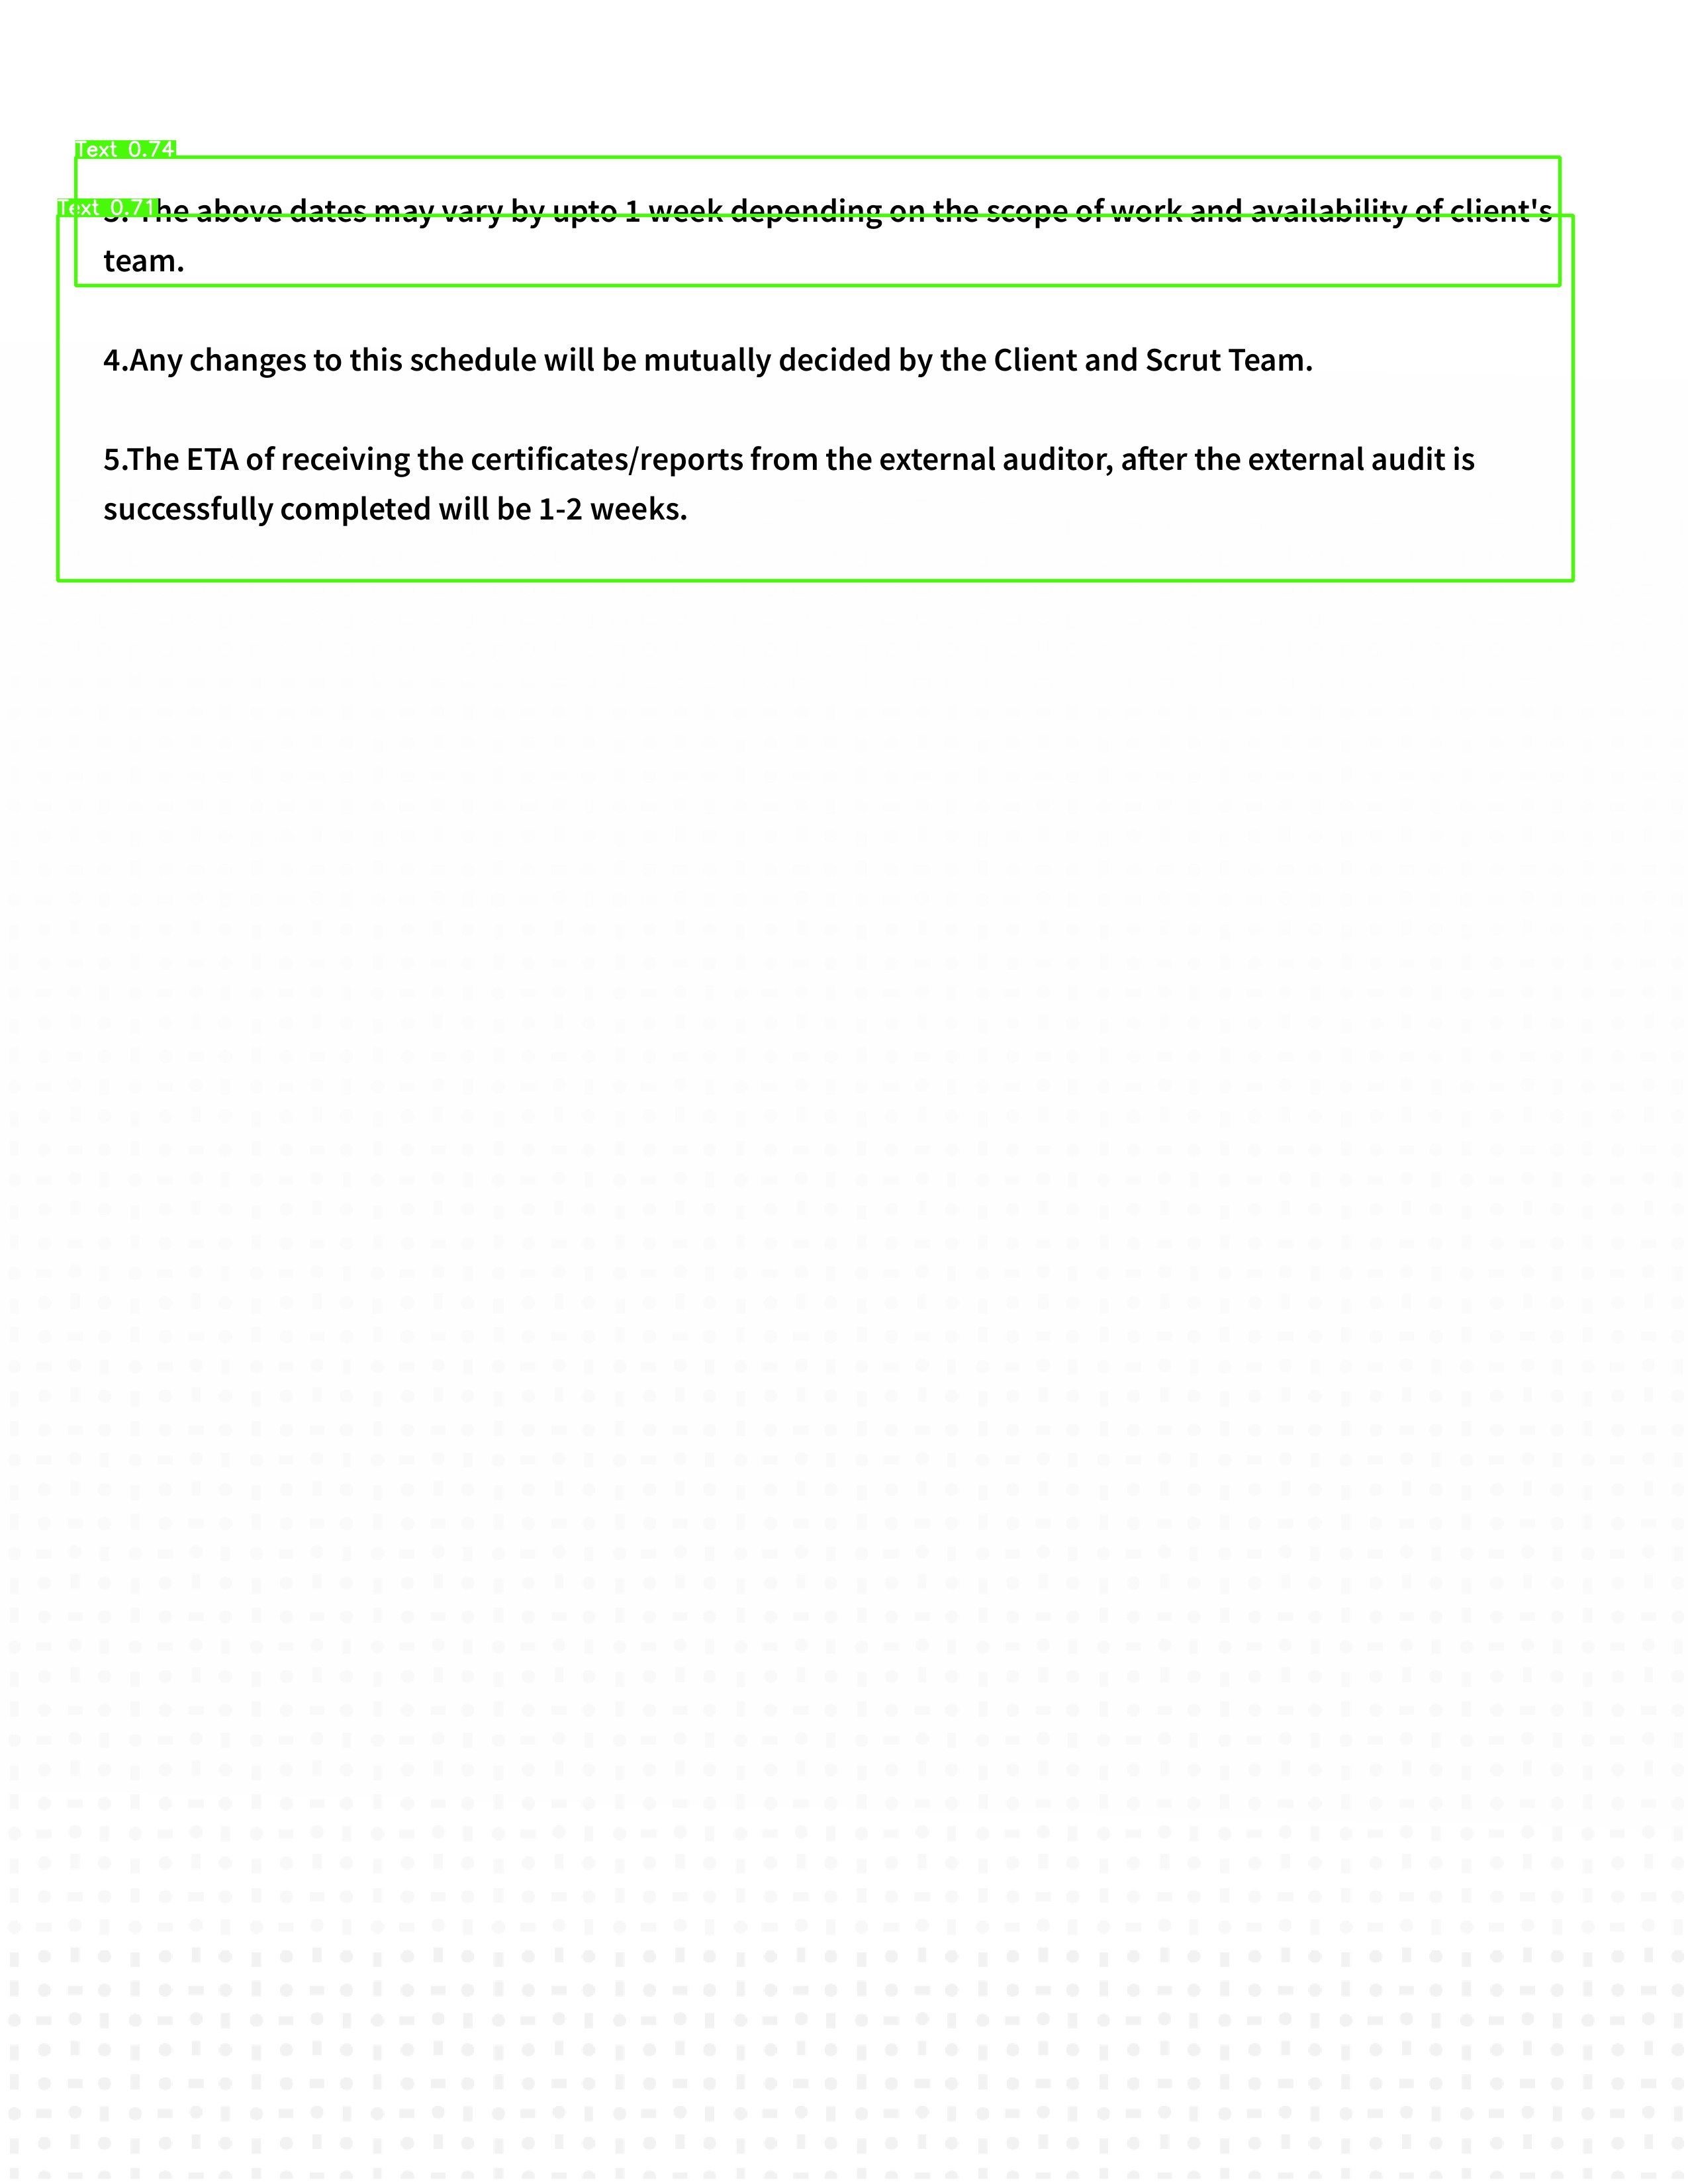 Text 0.74
Text 0.71
3. The above dates may vary by upto 1 week depending on the scope of work and availability of client's
team.
4.Any changes to this schedule will be mutually decided by the Client and Scrut Team.
5.The ETA of receiving the certificates/reports from the external auditor, after the external audit is
successfully completed will be 1-2 weeks.